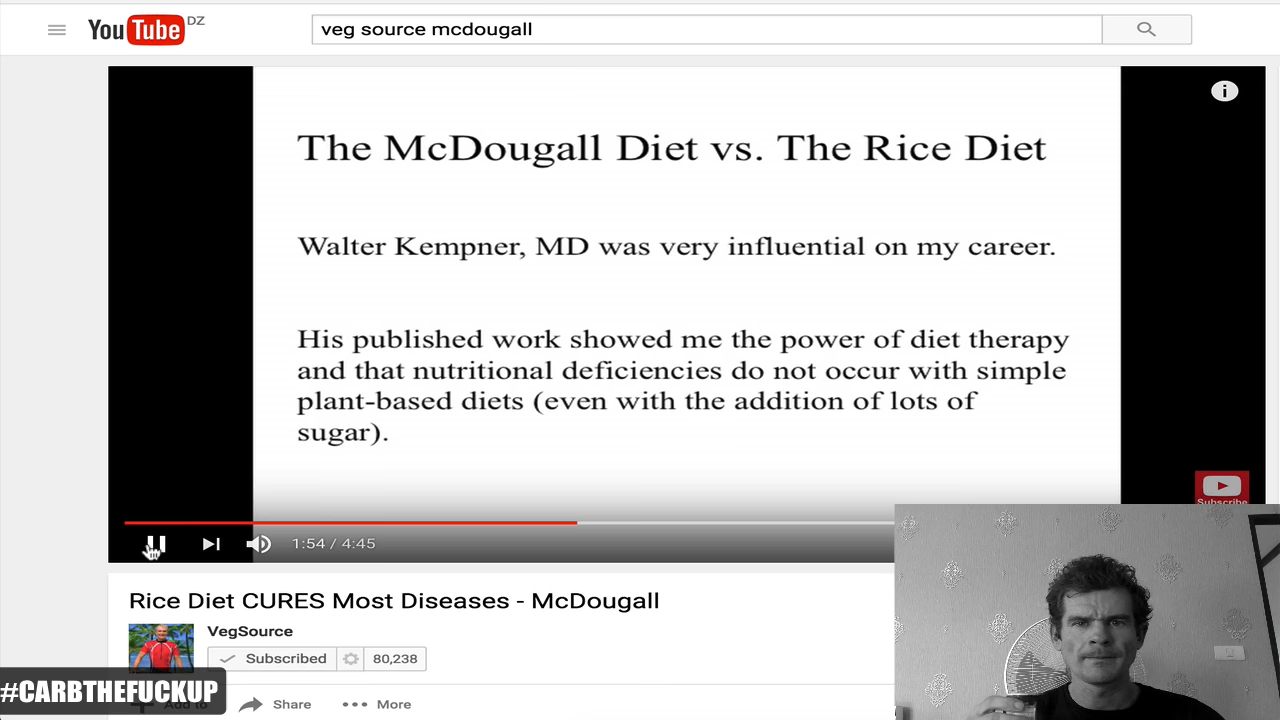 YouTube DZ
veg source mcdougall
i
The McDougall Diet vs. The Rice Diet
Walter Kempner, MD was very influential on my career.
His published work showed me the power of diet therapy
and that nutritional deficiencies do not occur with simple
plant-based diets (even with the addition of lots of
sugar).
Subscribe
1:54 / 4:45
Rice Diet CURES Most Diseases - McDougall
VegSource
Subscribed 80,238
#CARBTHEFUCKUP
Add to Share More